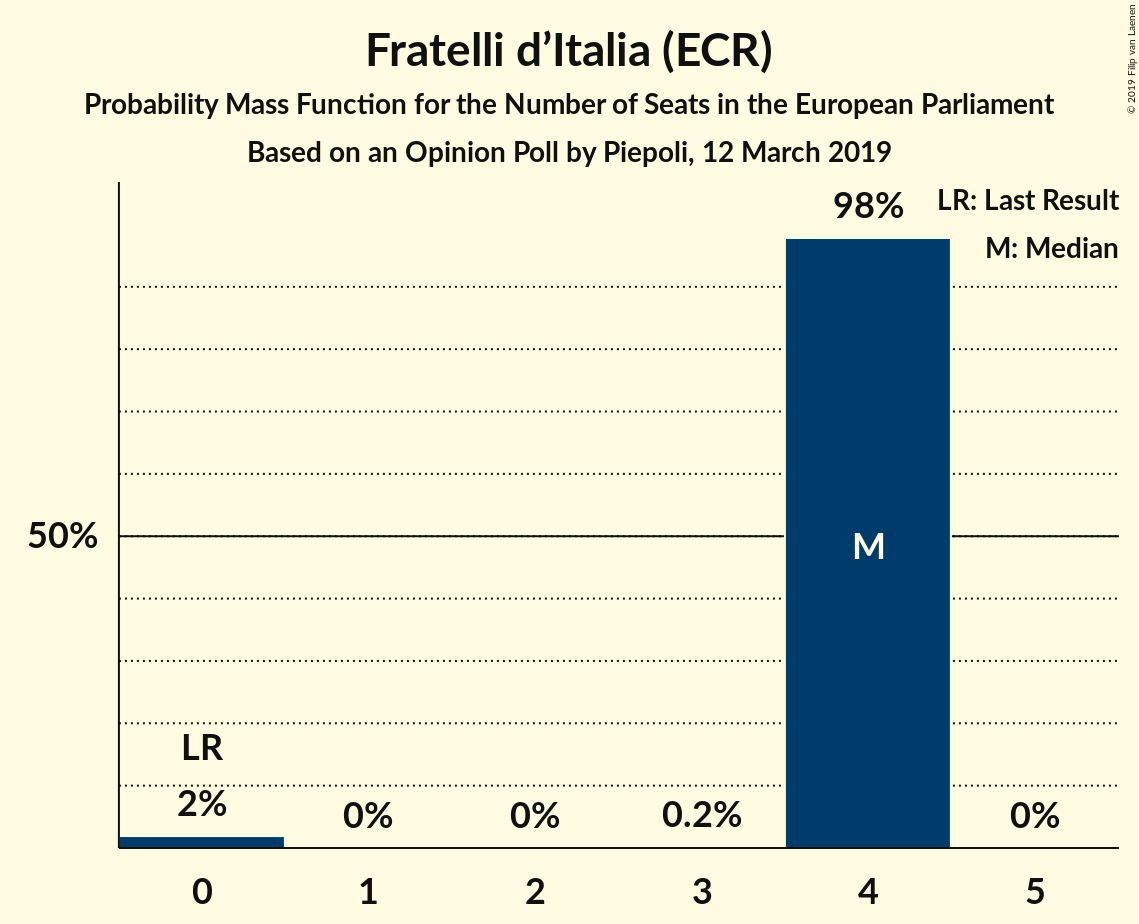 Fratelli d’Italia (ECR)
Probability Mass Function for the Number of Seats in the European Parliament
Based on an Opinion Poll by Piepoli, 12 March 2019
© 2019 Filip van Laenen
98%
LR: Last Result
M: Median
50%
M
LR
2%
0%
0%
0.2%
0%
0
1
2
3
4
5